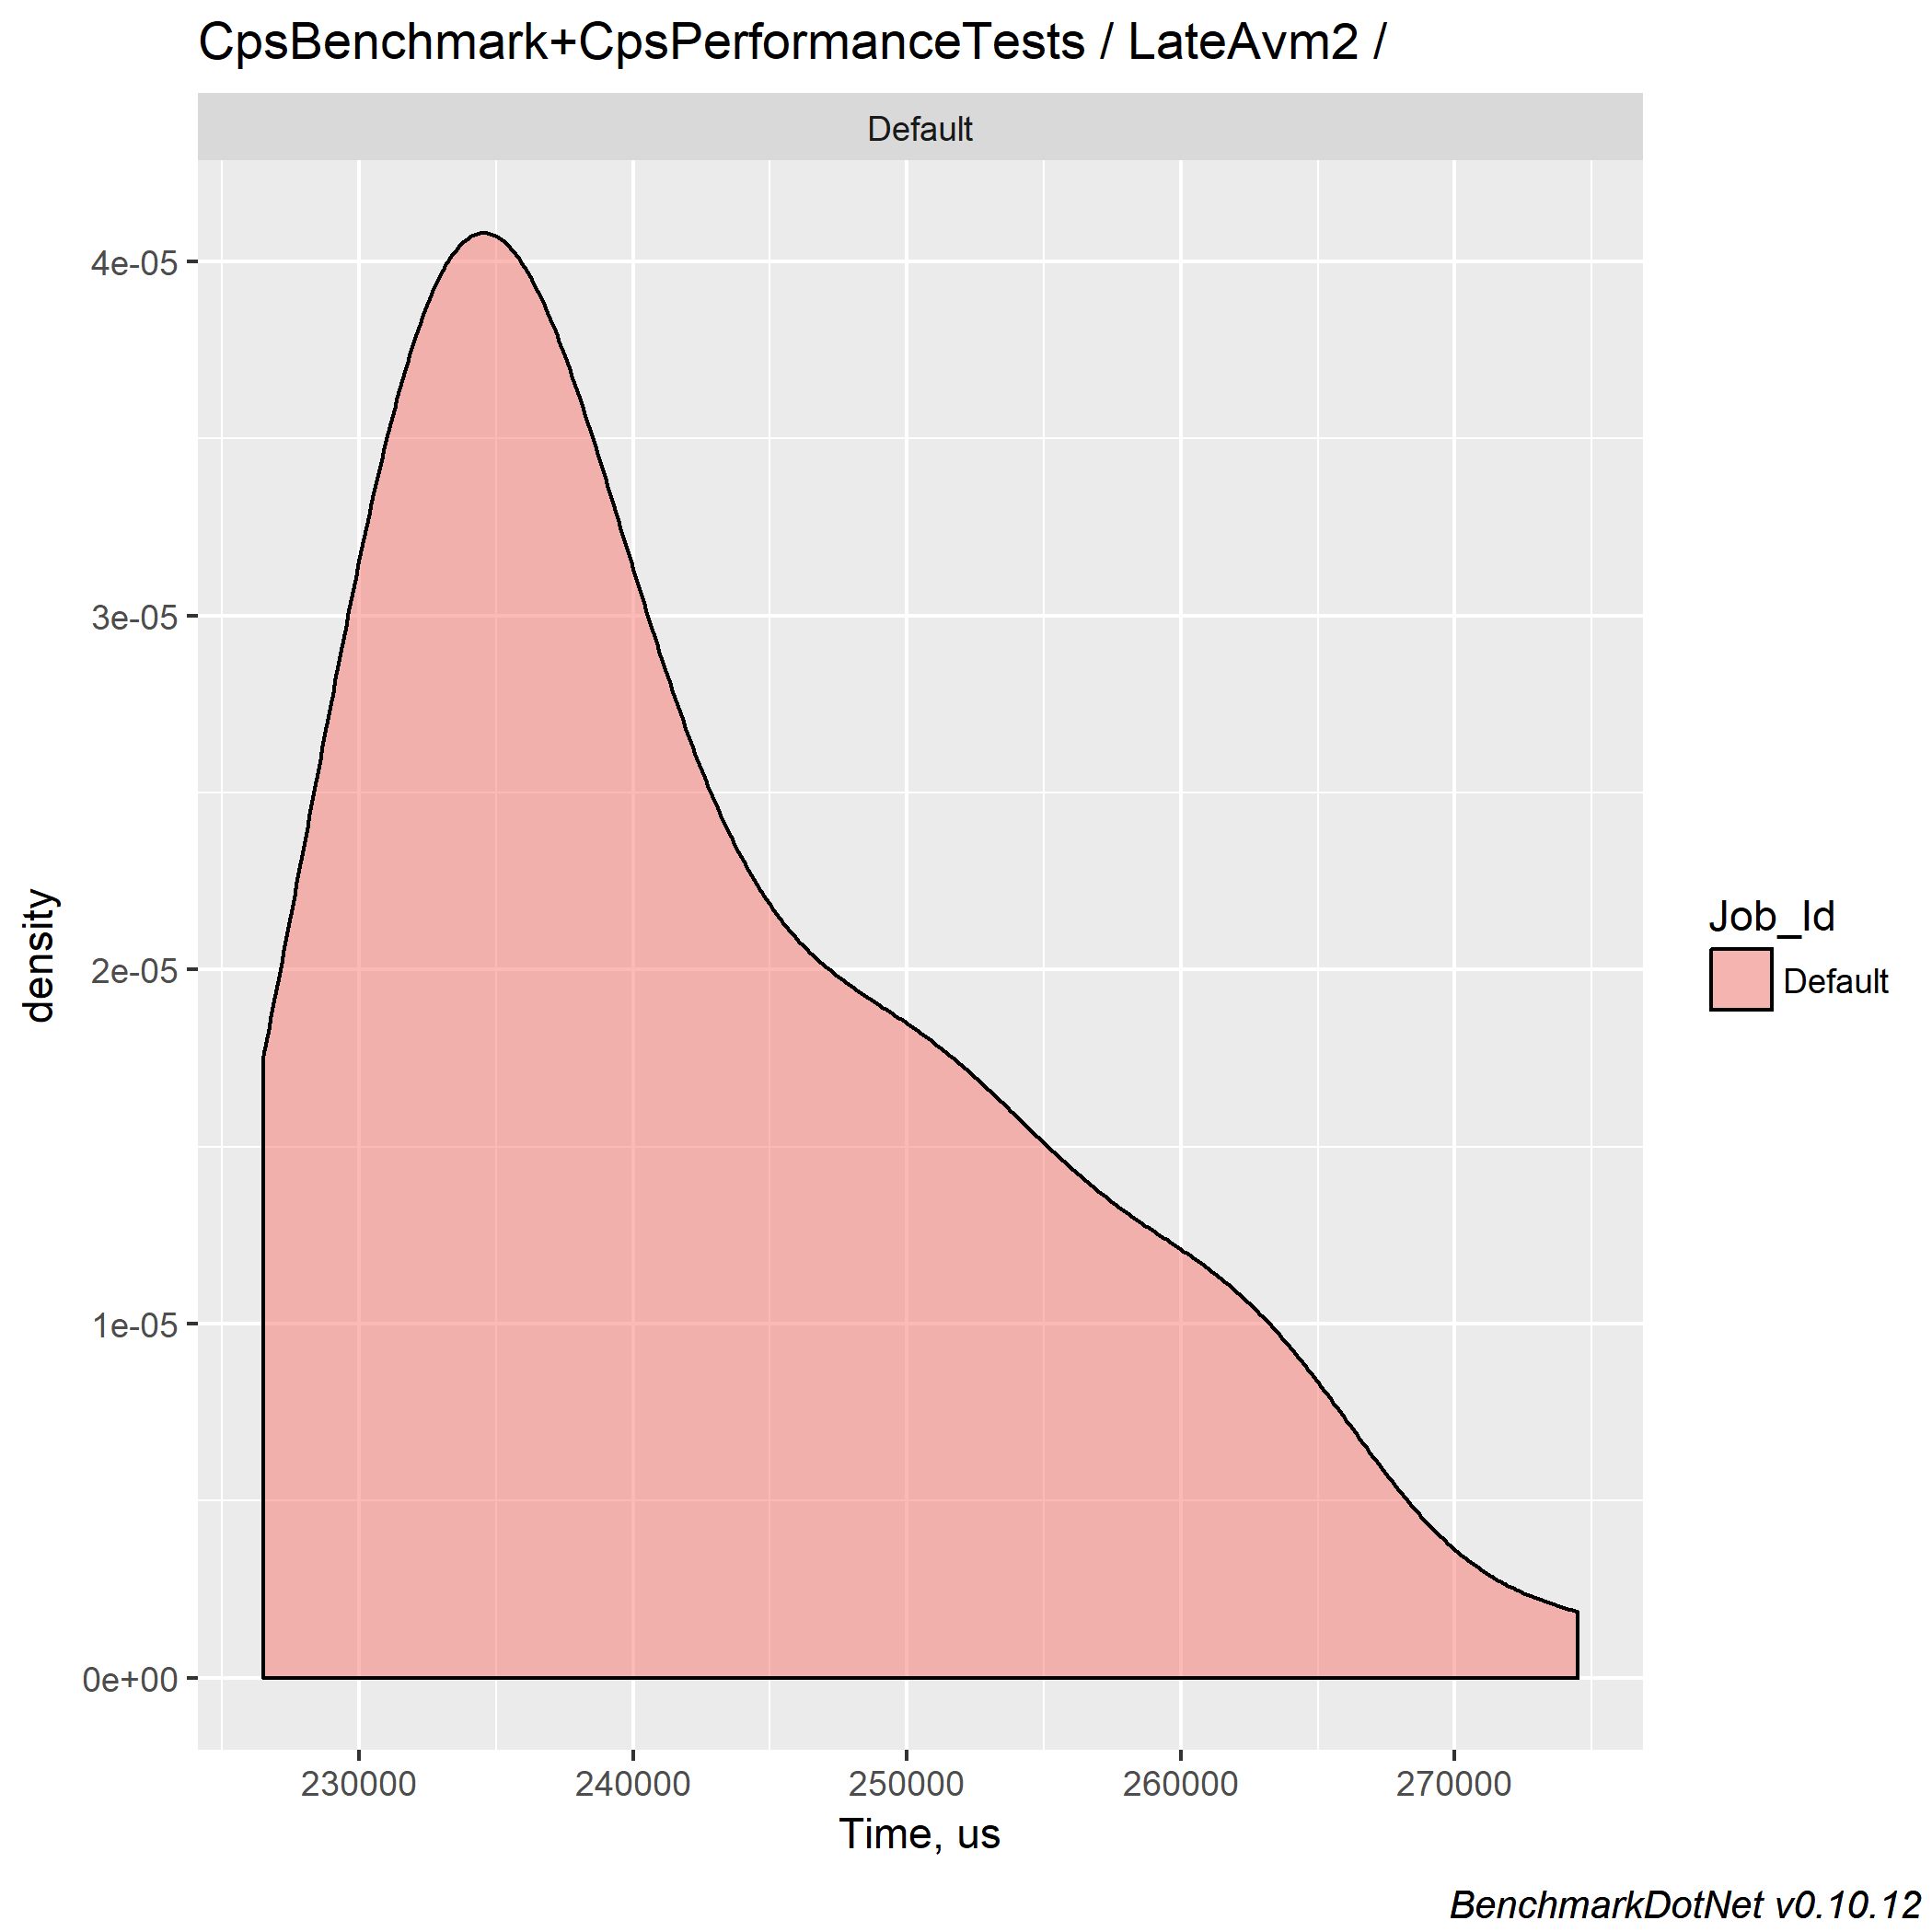 CpsBenchmark+CpsPerformanceTests / LateAvm2 /
Default
4e-05
3e-05
2e-05
1e-05
0e+00
density
230000 240000 250000 260000 270000
Time, us
Job_Id
Default
BenchmarkDotNet v0.10.12